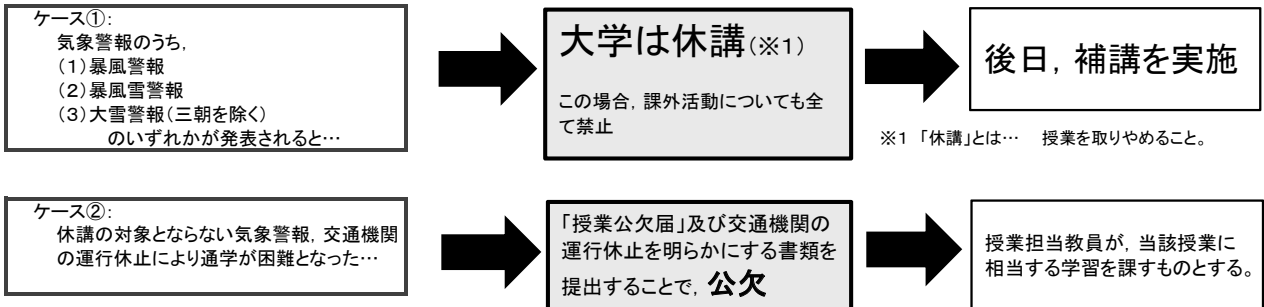 ケース①:
気象警報のうち,
(1)暴風警報
(2)暴風雪警報
(3)大雪警報(三朝を除く)
のいずれかが発表されると…
大学は休講(※1)
この場合,課外活動についても全
て禁止
後日,補講を実施
※1 「休講」とは… 授業を取りやめること。
ケース②:
休講の対象とならない気象警報,交通機関
の運行休止により通学が困難となった…
「授業公欠届」及び交通機関の
運行休止を明らかにする書類を
提出することで,公欠
授業担当教員が,当該授業に
相当する学習を課すものとする。